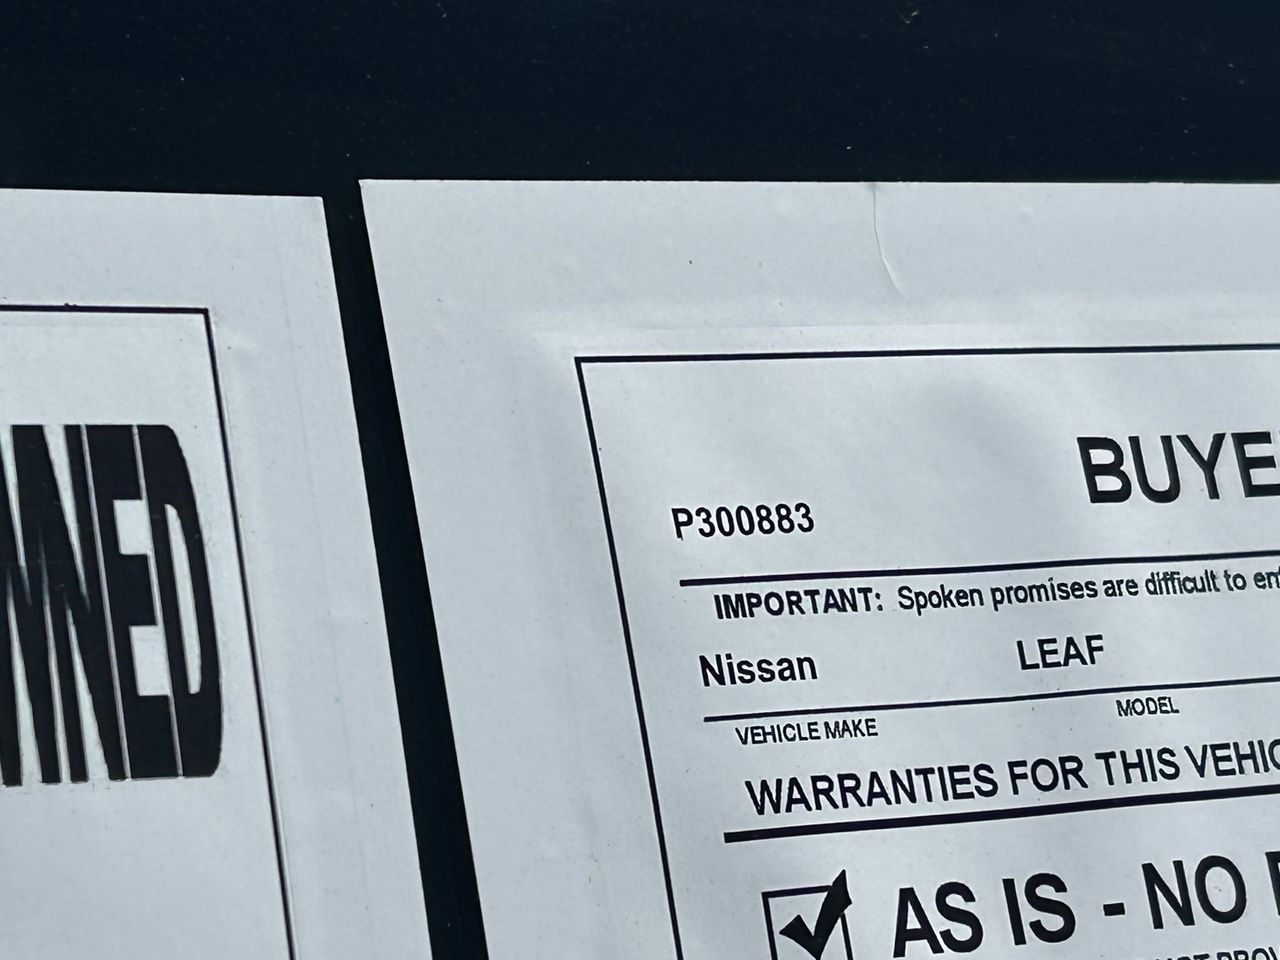 BUYE
P300883
IMPORTANT: Spoken promises are difficult to en
Nissan LEAF
VEHICLE MAKE MODEL
WARRANTIES FOR THIS VEHIC
AS IS - NO
WNED